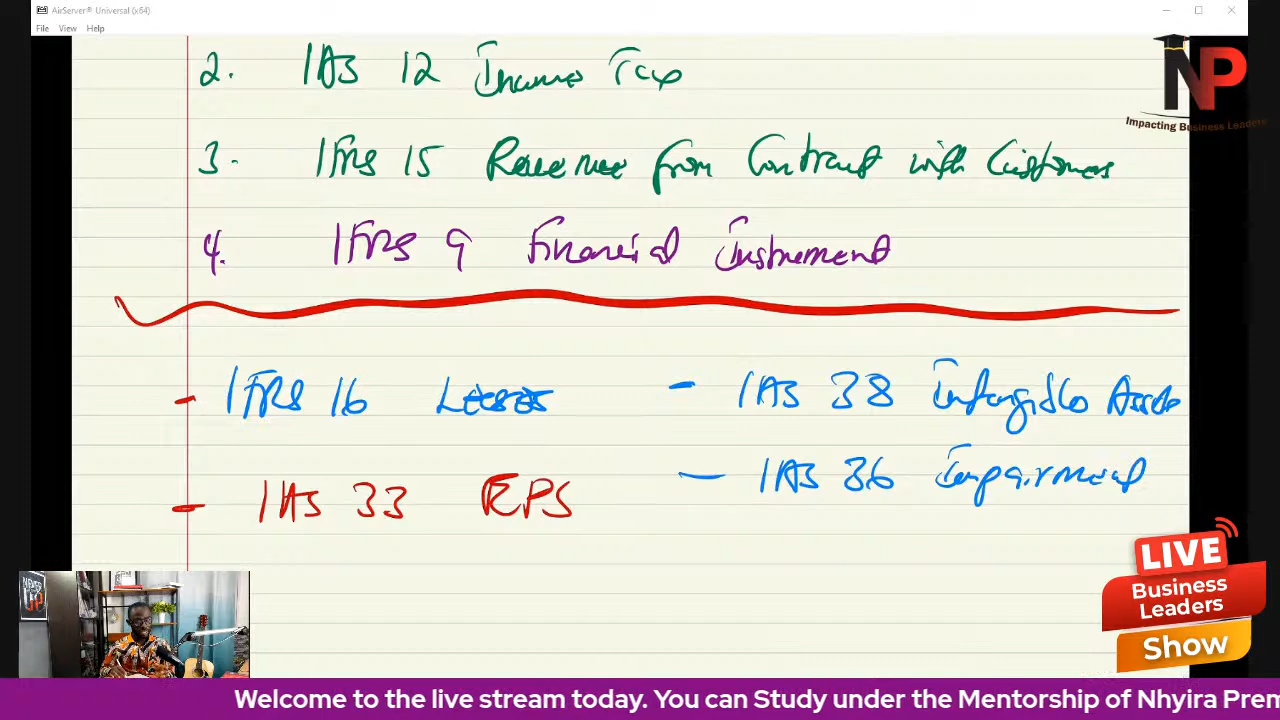 AirServer® Universal (x64)
File View Help
NP
Impacting Business Leaders
2. IAS 12 Income Tax
3. IFRS 15 Revenue from Contract with Customers
4. IFRS 9 Financial Instrument
- IFRS 16 Leases
- IAS 38 Intangible Assets
- IAS 33 EPS
- IAS 36 Impairment
NEVER
UP
LIVE
Business
Leaders
Show
Welcome to the live stream today. You can Study under the Mentorship of Nhyira Prem